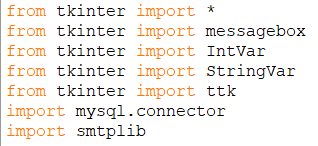 from tkinter import *
from tkinter import messagebox
from tkinter import IntVar
from tkinter import StringVar
from tkinter import ttk
import mysql.connector
import smtplib